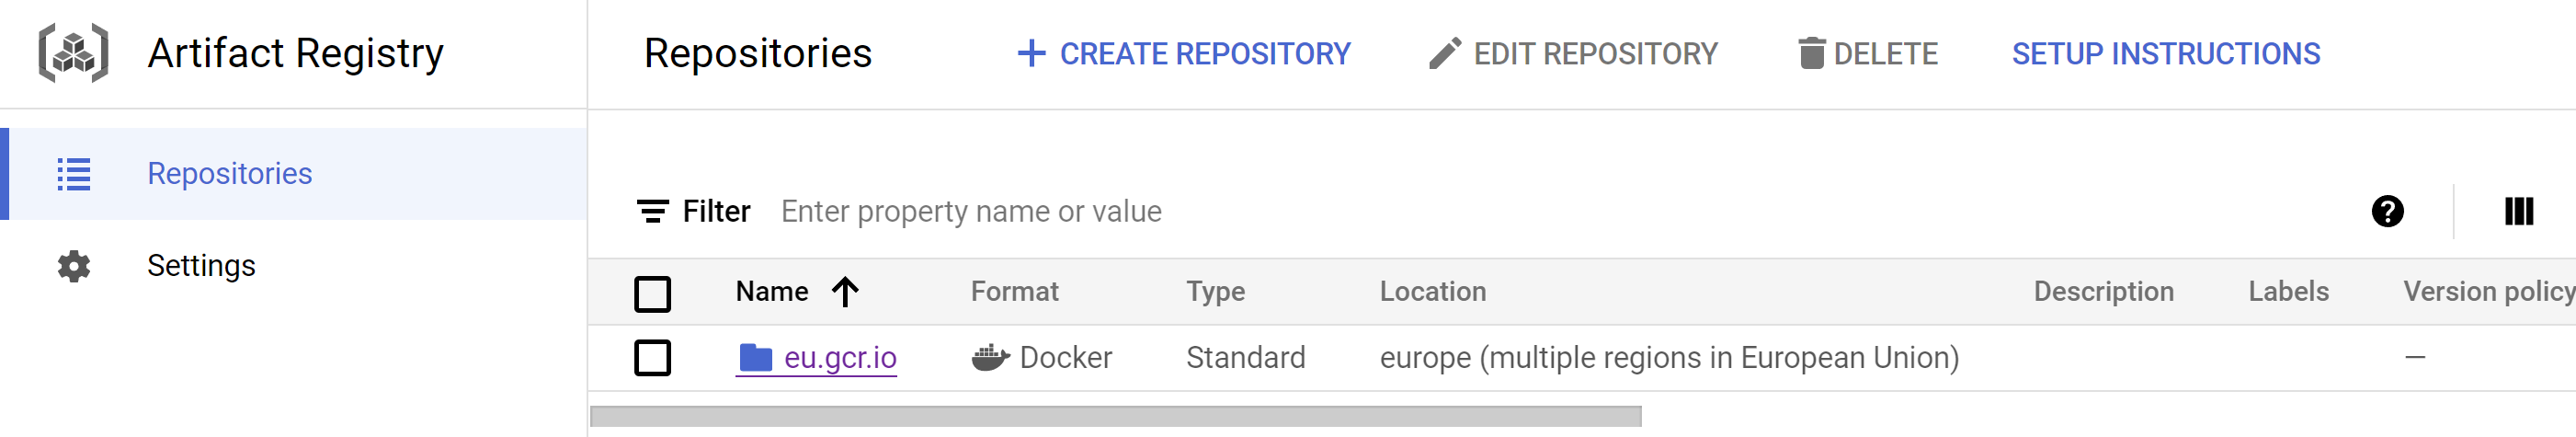 Artifact Registry
Repositories
Settings
Repositories CREATE REPOSITORY EDIT REPOSITORY DELETE SETUP INSTRUCTIONS
Filter Enter property name or value
Name Format Type Location Description Labels Version policy
eu.gcr.io Docker Standard europe (multiple regions in European Union) —